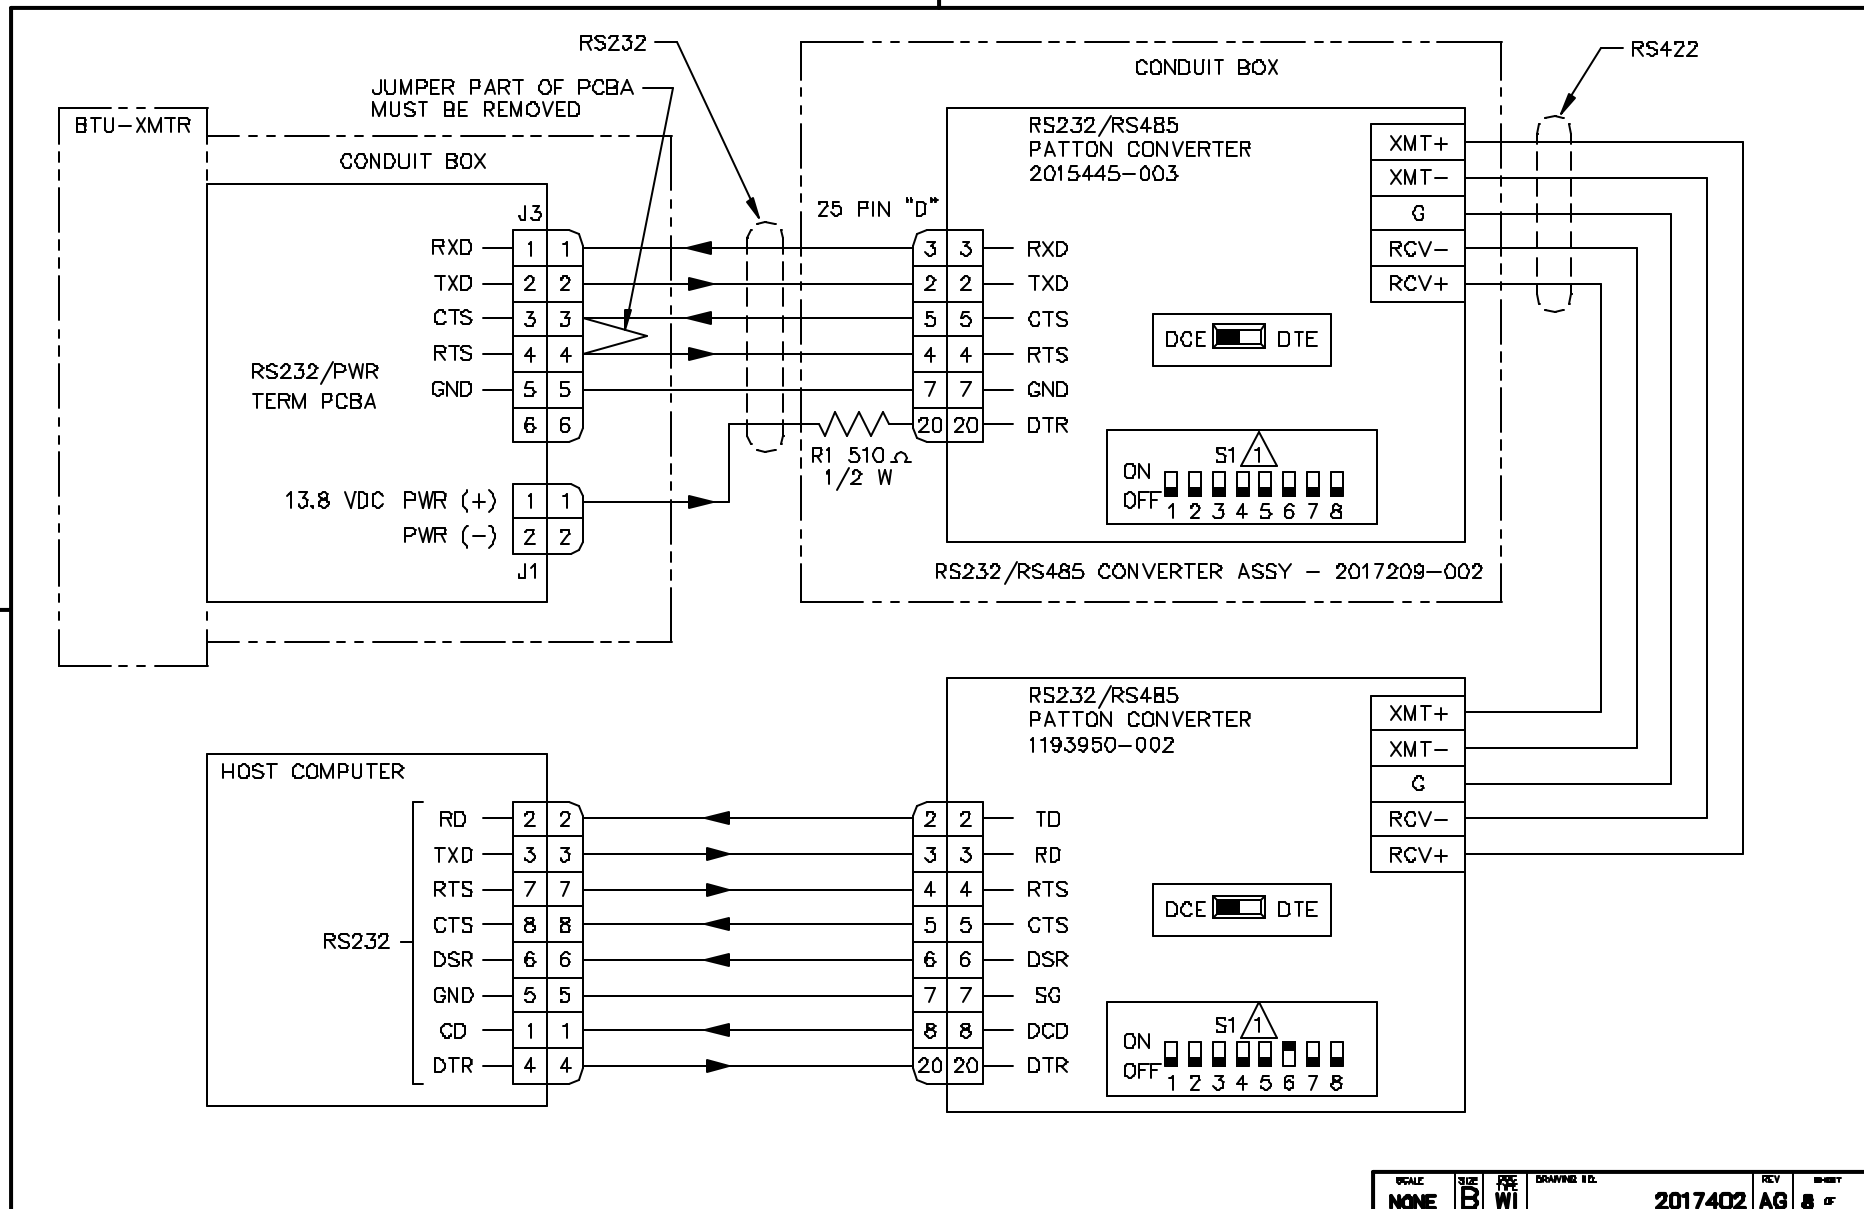 RS232
RS422
CONDUIT BOX
JUMPER PART OF PCBA
MUST BE REMOVED
BTU-XMTR
CONDUIT BOX
RS232/RS485
PATTON CONVERTER
2015445-003
XMT+
XMT-
G
RCV-
RCV+
25 PIN "D"
J3
RXD 1 1 3 3 RXD
TXD 2 2 2 2 TXD
CTS 3 3 5 5 CTS
RTS 4 4 4 4 RTS
GND 5 5 7 7 GND
6 6 20 20 DTR
DCE DTE
RS232/PWR
TERM PCBA
R1 510 Ω
1/2 W
S1 1
ON
OFF
1 2 3 4 5 6 7 8
13.8 VDC PWR (+) 1 1
PWR (-) 2 2
J1
RS232/RS485 CONVERTER ASSY - 2017209-002
RS232/RS485
PATTON CONVERTER
1193950-002
XMT+
XMT-
G
RCV-
RCV+
HOST COMPUTER
RS232
RD 2 2 2 2 TD
TXD 3 3 3 3 RD
RTS 7 7 4 4 RTS
CTS 8 8 5 5 CTS
DSR 6 6 6 6 DSR
GND 5 5 7 7 SG
CD 1 1 8 8 DCD
DTR 4 4 20 20 DTR
DCE DTE
S1 1
ON
OFF
1 2 3 4 5 6 7 8
SCALE
NONE
SIZE
B
TYPE
WI
DRAWING NO.
2017402
REV
AG
SHEET
8 OF